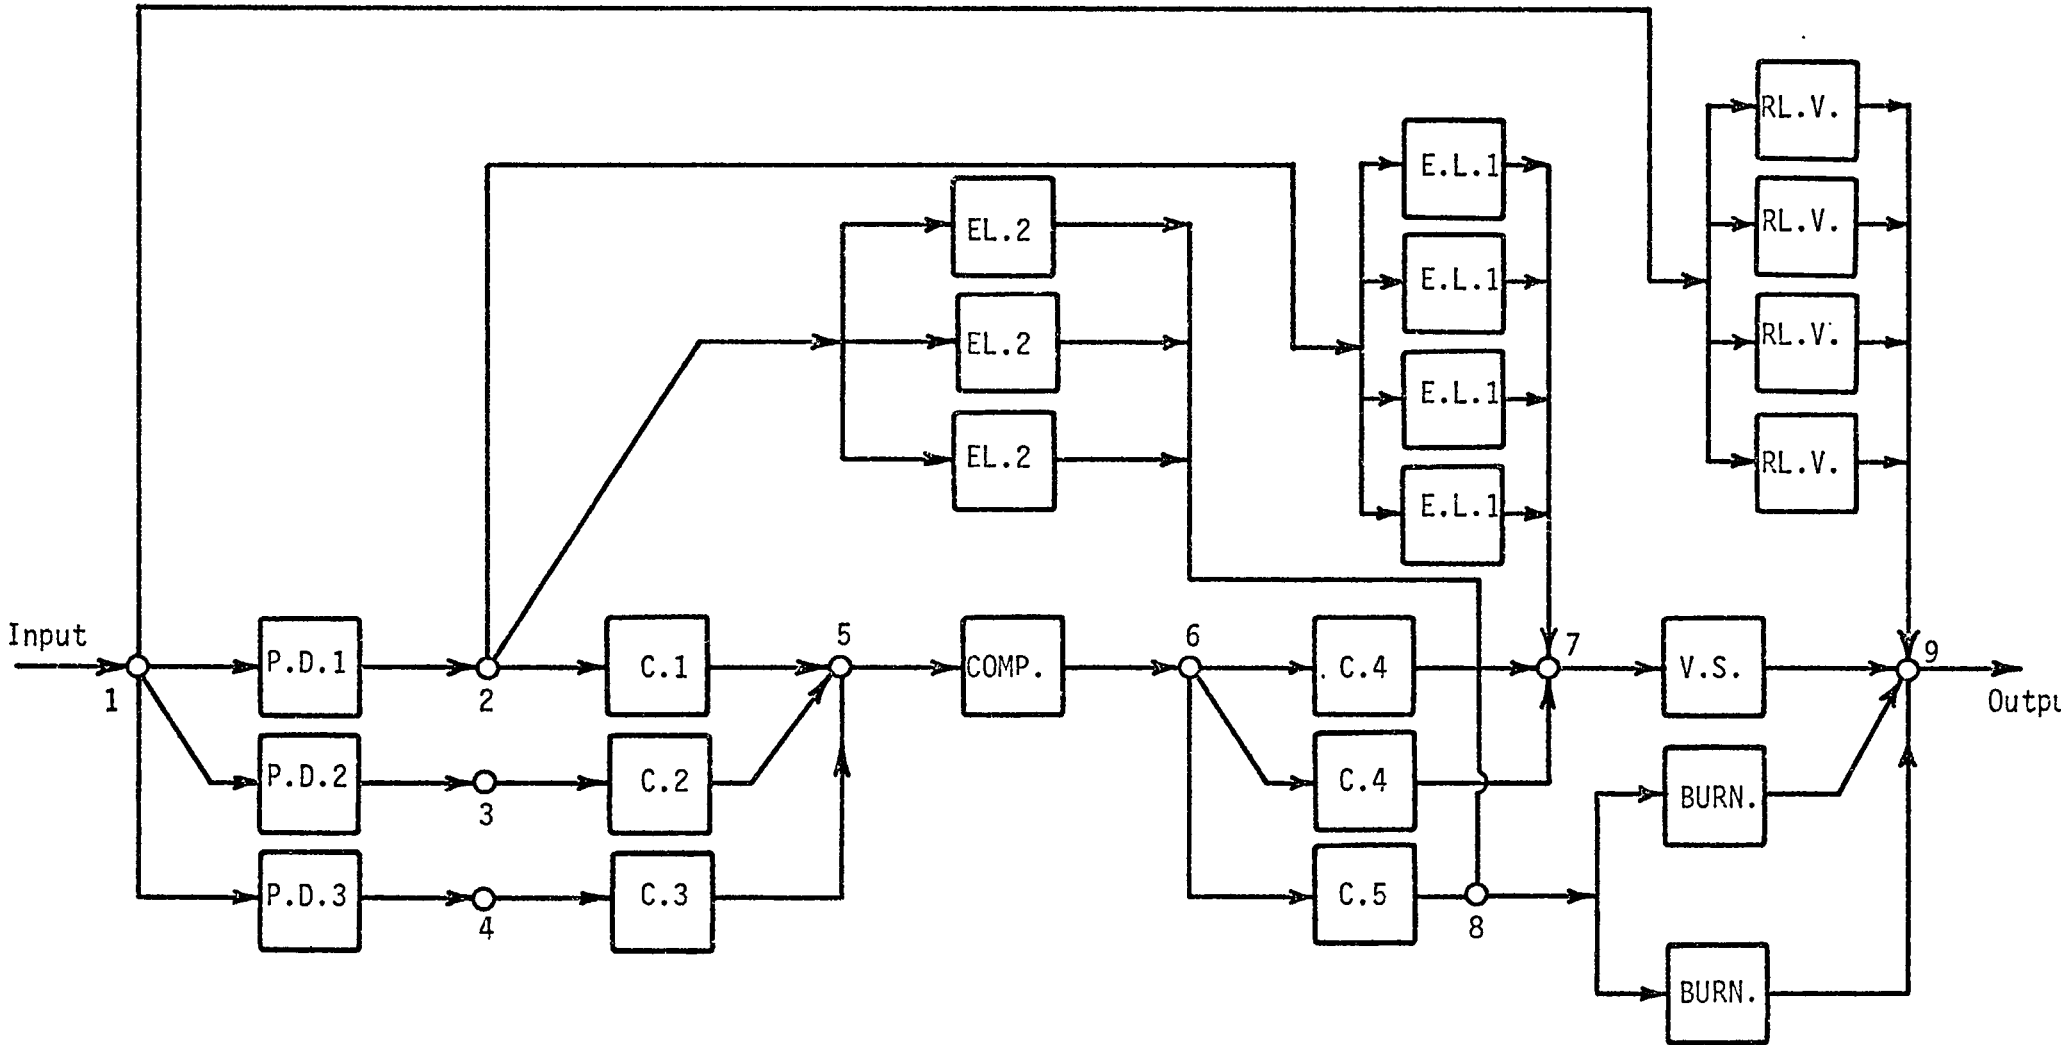 RL.V.
E.L.1
RL.V.
EL.2
E.L.1
RL.V.
EL.2
E.L.1
RL.V.
EL.2
E.L.1
Input
1
P.D.1
2
C.1
5
COMP.
6
C.4
7
V.S.
9
Outpu
P.D.2
3
C.2
C.4
BURN.
P.D.3
4
C.3
C.5
8
BURN.